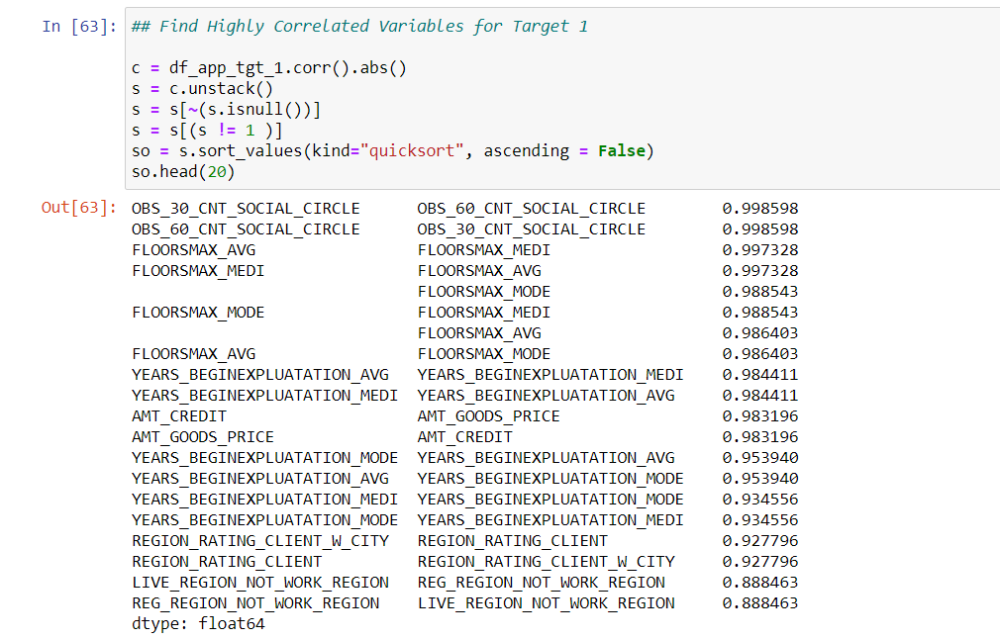 In [63]: ## Find Highly Correlated Variables for Target 1
c = df_app_tgt_1.corr().abs()
s = c.unstack()
s = s[~(s.isnull())]
s = s[(s != 1 )]
so = s.sort_values(kind="quicksort", ascending = False)
so.head(20)
Out[63]: OBS_30_CNT_SOCIAL_CIRCLE OBS_60_CNT_SOCIAL_CIRCLE 0.998598
OBS_60_CNT_SOCIAL_CIRCLE OBS_30_CNT_SOCIAL_CIRCLE 0.998598
FLOORSMAX_AVG FLOORSMAX_MEDI 0.997328
FLOORSMAX_MEDI FLOORSMAX_AVG 0.997328
FLOORSMAX_MODE 0.988543
FLOORSMAX_MODE FLOORSMAX_MEDI 0.988543
FLOORSMAX_AVG 0.986403
FLOORSMAX_AVG FLOORSMAX_MODE 0.986403
YEARS_BEGINEXPLUATATION_AVG YEARS_BEGINEXPLUATATION_MEDI 0.984411
YEARS_BEGINEXPLUATATION_MEDI YEARS_BEGINEXPLUATATION_AVG 0.984411
AMT_CREDIT AMT_GOODS_PRICE 0.983196
AMT_GOODS_PRICE AMT_CREDIT 0.983196
YEARS_BEGINEXPLUATATION_MODE YEARS_BEGINEXPLUATATION_AVG 0.953940
YEARS_BEGINEXPLUATATION_AVG YEARS_BEGINEXPLUATATION_MODE 0.953940
YEARS_BEGINEXPLUATATION_MEDI YEARS_BEGINEXPLUATATION_MODE 0.934556
YEARS_BEGINEXPLUATATION_MODE YEARS_BEGINEXPLUATATION_MEDI 0.934556
REGION_RATING_CLIENT_W_CITY REGION_RATING_CLIENT 0.927796
REGION_RATING_CLIENT REGION_RATING_CLIENT_W_CITY 0.927796
LIVE_REGION_NOT_WORK_REGION REG_REGION_NOT_WORK_REGION 0.888463
REG_REGION_NOT_WORK_REGION LIVE_REGION_NOT_WORK_REGION 0.888463
dtype: float64